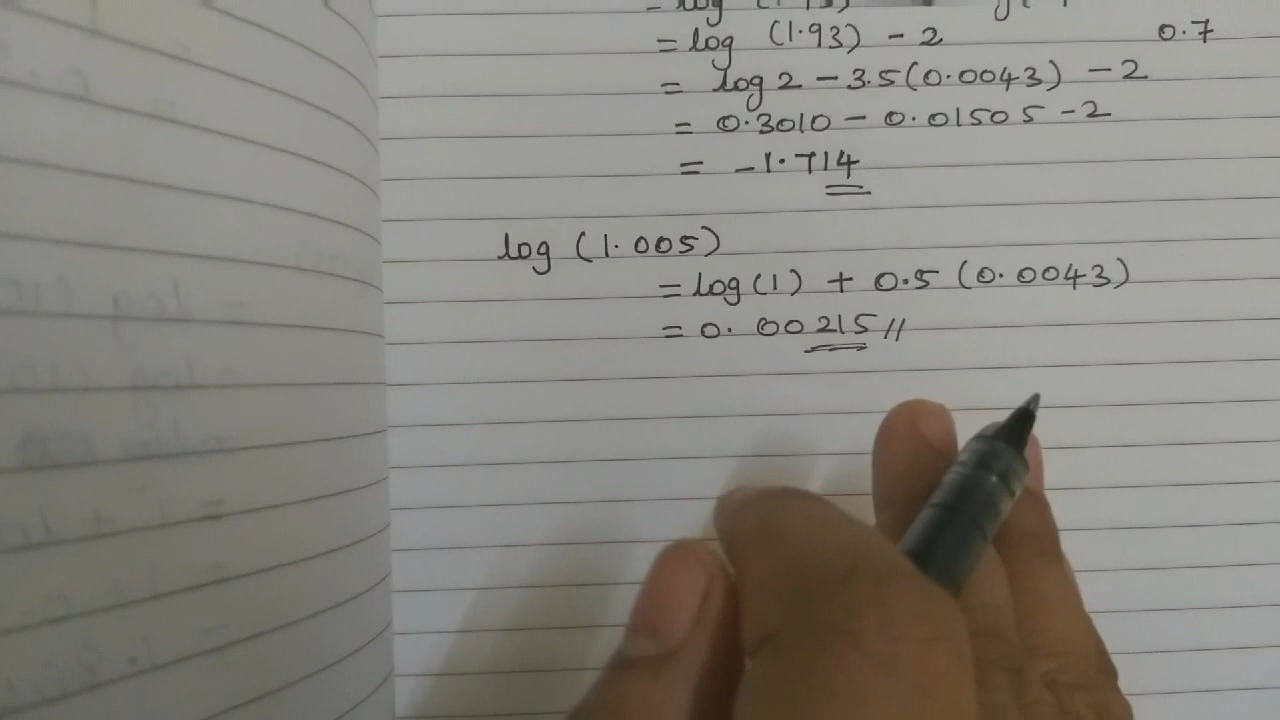 = log (1.93) - 2 0.7
= log 2 - 3.5 (0.0043) - 2
= 0.3010 - 0.01505 - 2
= -1.714
log (1.005)
= log (1) + 0.5 (0.0043)
= 0.00215 //